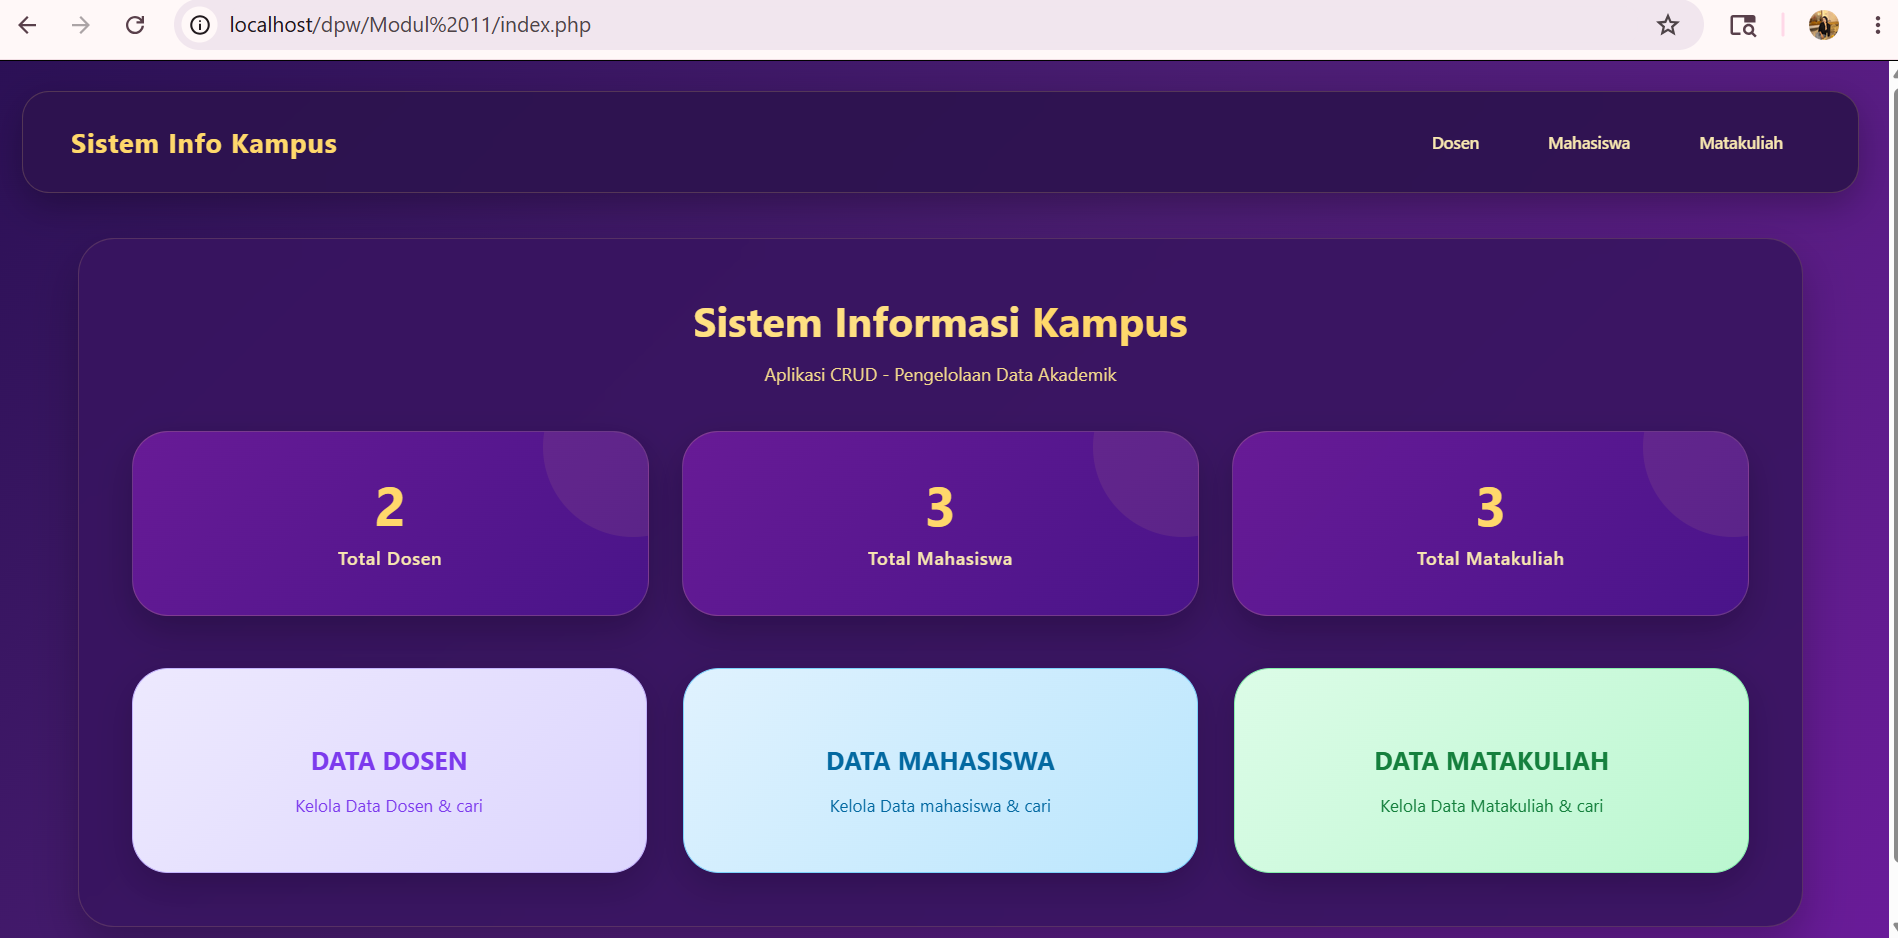 localhost/dpw/Modul%2011/index.php
Sistem Info Kampus
Dosen
Mahasiswa
Matakuliah
Sistem Informasi Kampus
Aplikasi CRUD - Pengelolaan Data Akademik
2
Total Dosen
3
Total Mahasiswa
3
Total Matakuliah
DATA DOSEN
Kelola Data Dosen & cari
DATA MAHASISWA
Kelola Data mahasiswa & cari
DATA MATAKULIAH
Kelola Data Matakuliah & cari